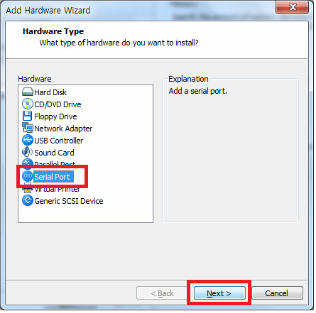 Add Hardware Wizard
Hardware Type
What type of hardware do you want to install?
Hardware
Explanation
Hard Disk
Add a serial port.
CD/DVD Drive
Floppy Drive
Network Adapter
USB Controller
Sound Card
Parallel Port
Serial Port
Virtual Printer
Generic SCSI Device
< Back
Next >
Cancel